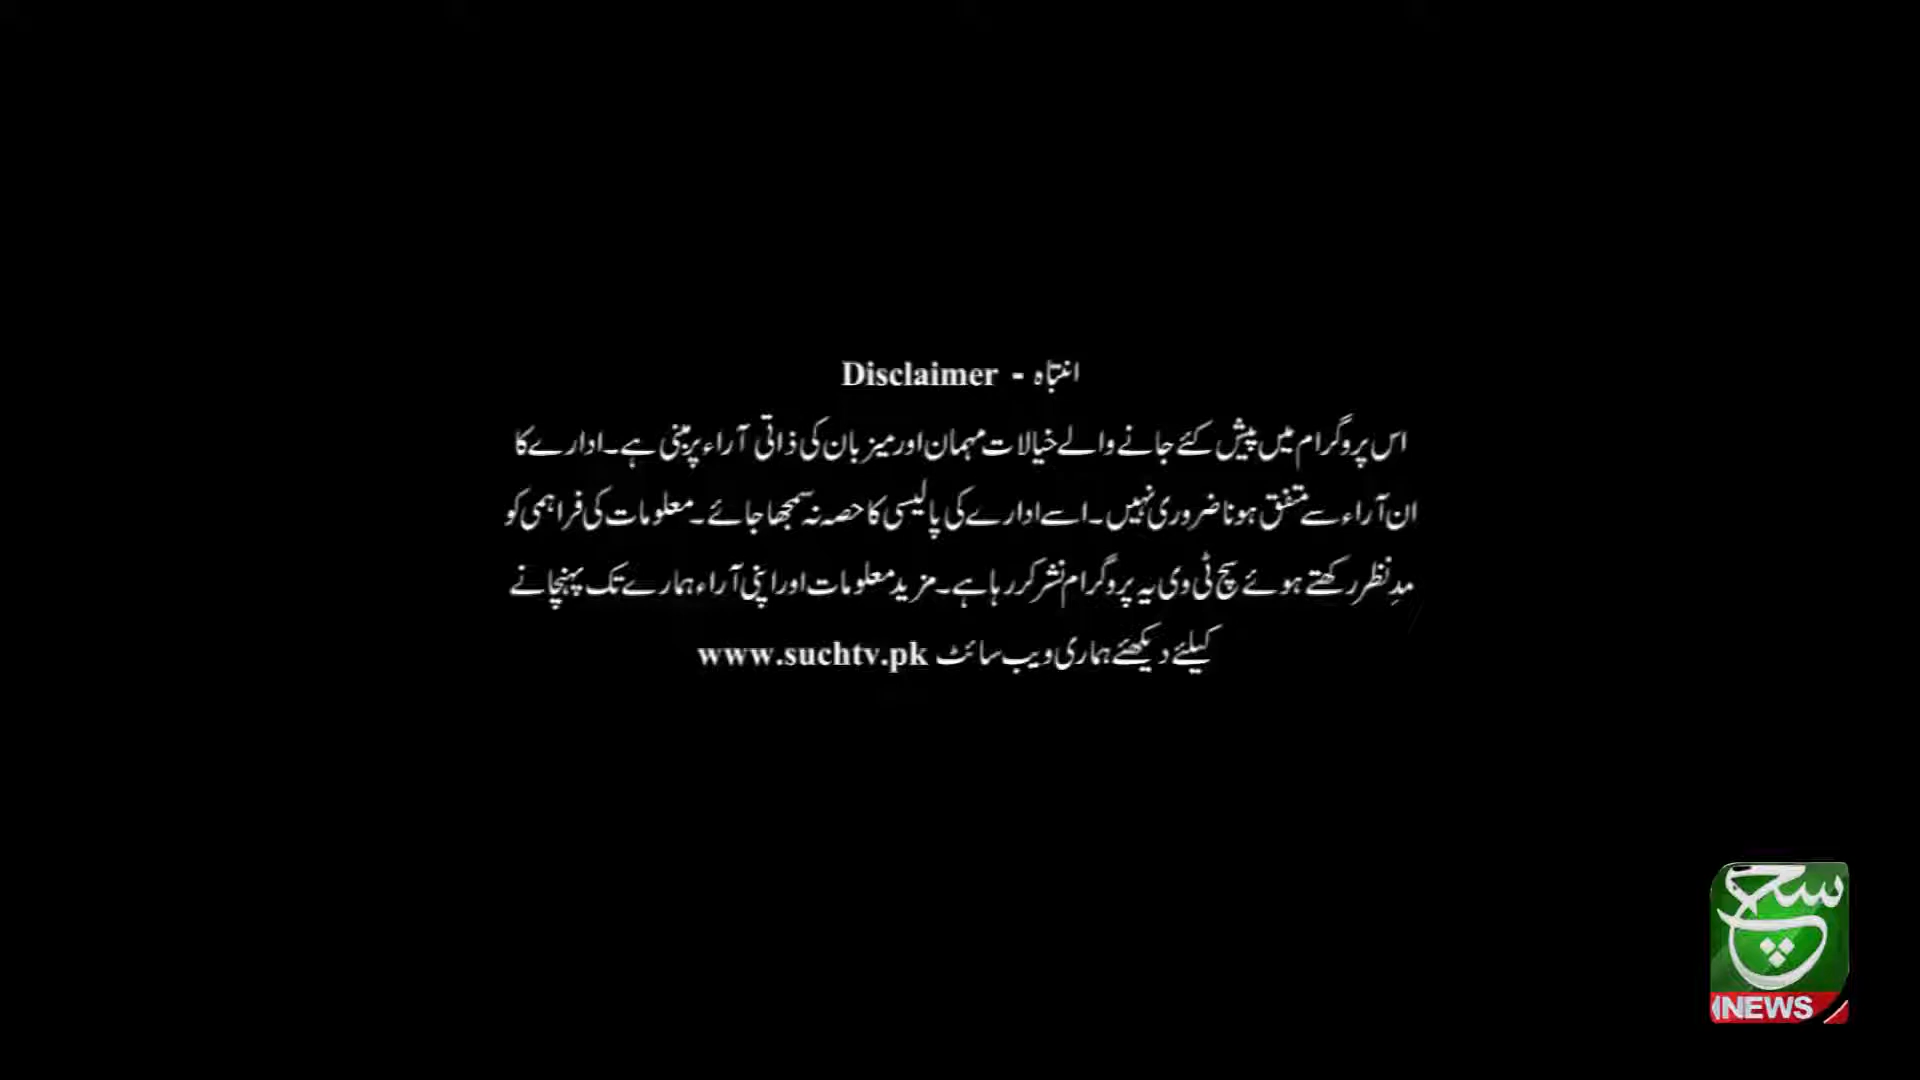 انتباہ - Disclaimer
اس پروگرام میں پیش کئے جانے والے خیالات مہمان اور میزبان کی ذاتی آراء پر مبنی ہے۔ ادارے کا
ان آراء سے متفق ہونا ضروری نہیں۔ اسے ادارے کی پالیسی کا حصہ نہ سمجھا جائے۔ معلومات کی فراہمی کو
مدِنظر رکھتے ہوئے سچ ٹی وی یہ پروگرام نشر کر رہا ہے۔ مزید معلومات اور اپنی آراء ہمارے تک پہنچانے
کیلئے دیکھئے ہماری ویب سائٹ www.suchtv.pk
سچ
NEWS